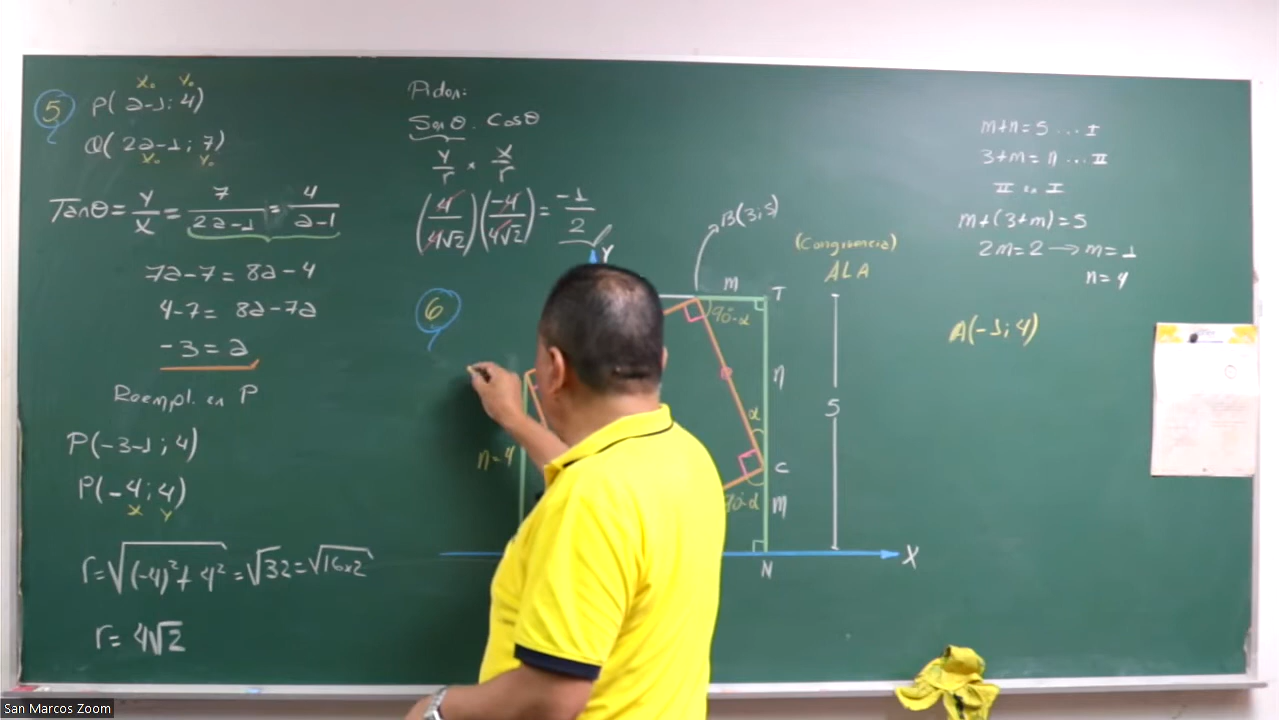 5
X₀ Y₀
P(a-1; 4)
Q(2a-1; 7)
X₀ Y₀
Tanθ = Y/X = 7/(2a-1) = 4/(a-1)
7a-7 = 8a-4
4-7 = 8a-7a
-3 = a
Reempl. en P
P(-3-1; 4)
P(-4; 4)
X Y
r = √((-4)²+4²) = √32 = √(16×2)
r = 4√2
Piden:
Senθ . Cosθ
Y/r × X/r
(4/4√2)(-4/4√2) = -1/2
6
Y
B(3;5)
m
T
90-α
n
α
C
90-α
m
n=4
N
X
5
(Congruencia)
ALA
m+n=5 ... I
3+m=n ... II
II en I
m+(3+m)=5
2m=2 → m=1
n=4
A(-1; 4)
San Marcos Zoom